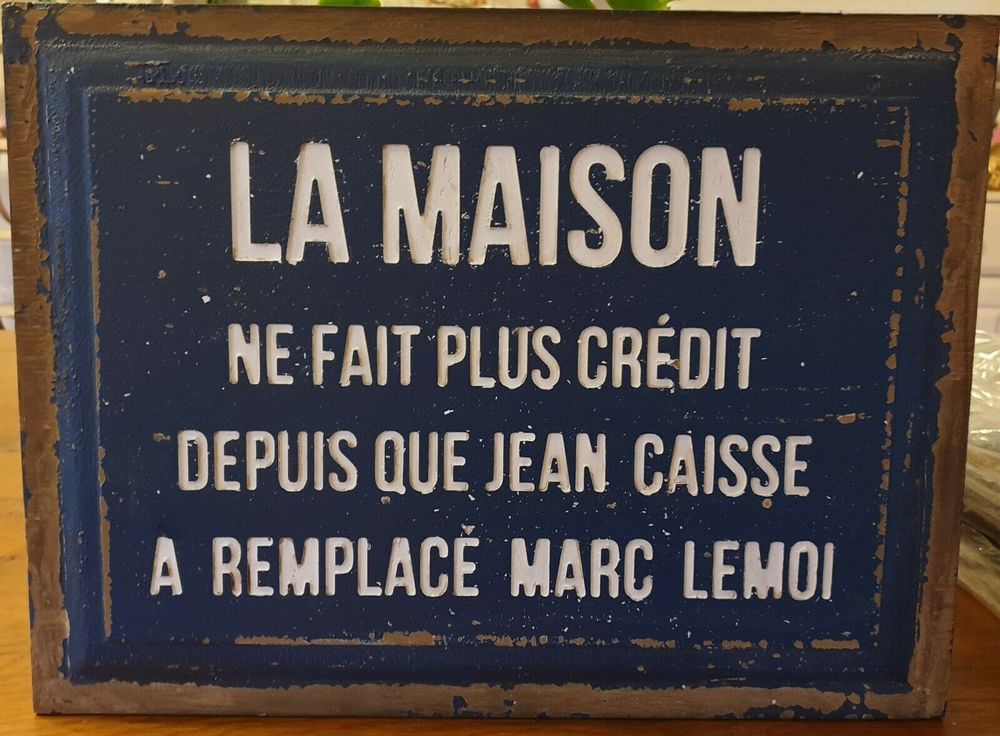 LA MAISON
NE FAIT PLUS CRÉDIT
DEPUIS QUE JEAN CAISSE
A REMPLACÉ MARC LEMOI